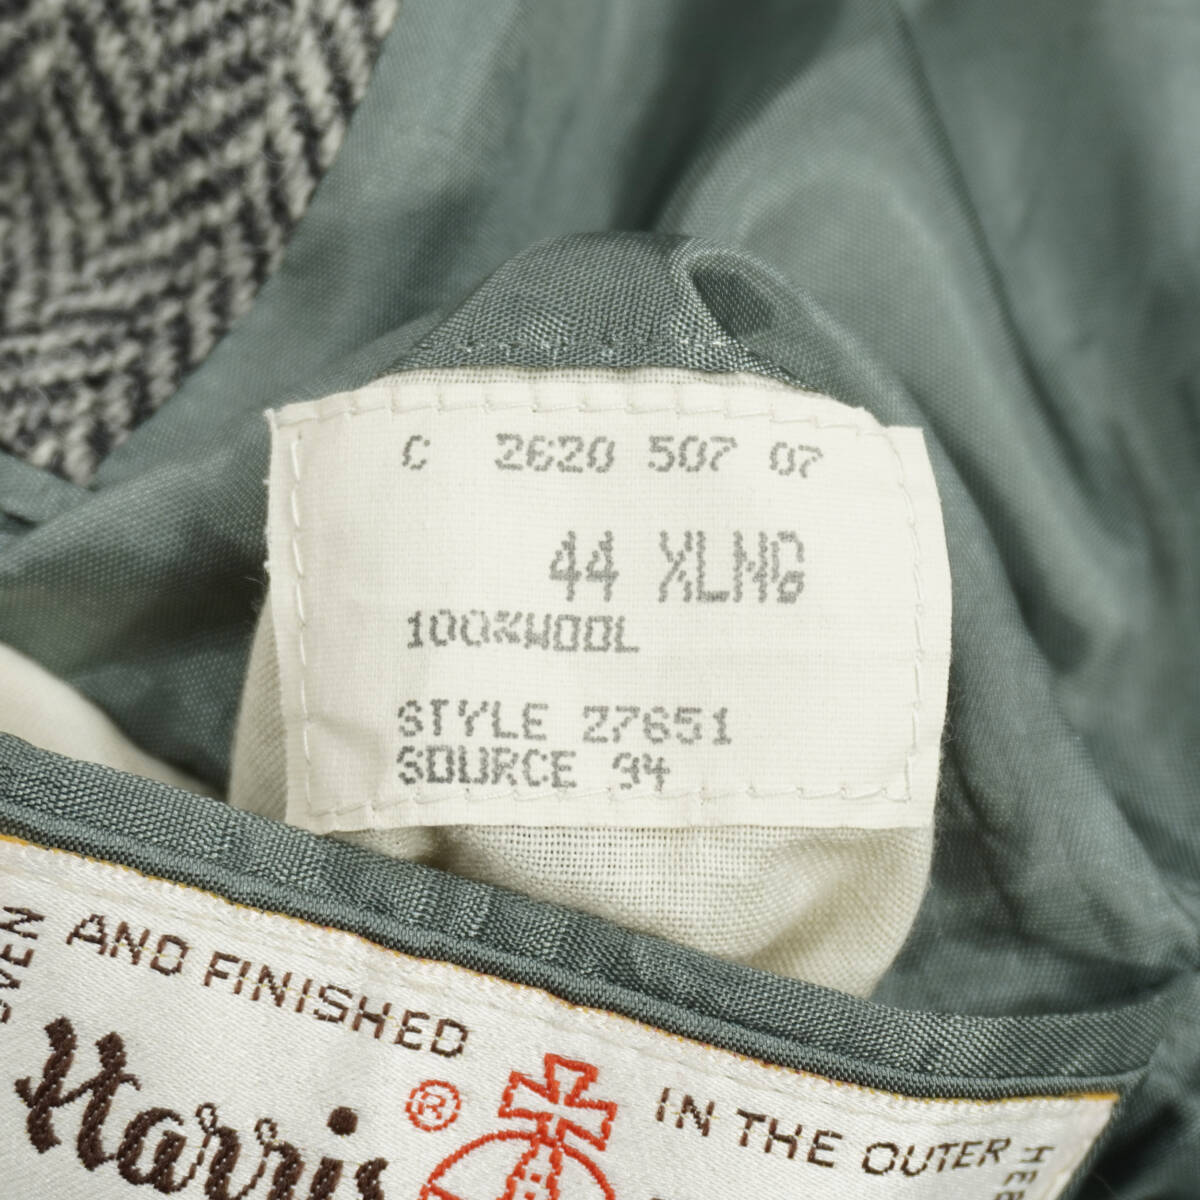 C 2620 507 07
44 XLNG
100%WOOL
STYLE 27651
SOURCE 94
AND FINISHED
IN THE OUTER
Harris
®